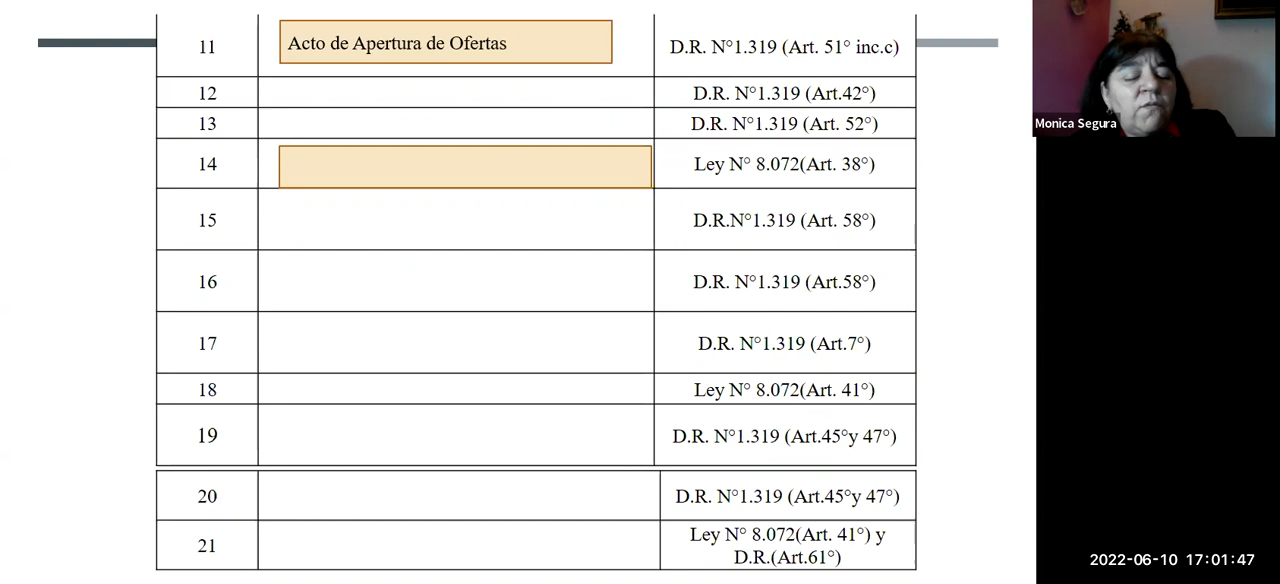 11 Acto de Apertura de Ofertas D.R. N°1.319 (Art. 51° inc.c)
12 D.R. N°1.319 (Art.42°)
13 D.R. N°1.319 (Art. 52°)
14 Ley N° 8.072(Art. 38°)
15 D.R.N°1.319 (Art. 58°)
16 D.R. N°1.319 (Art.58°)
17 D.R. N°1.319 (Art.7°)
18 Ley N° 8.072(Art. 41°)
19 D.R. N°1.319 (Art.45°y 47°)
20 D.R. N°1.319 (Art.45°y 47°)
21 Ley N° 8.072(Art. 41°) y
D.R.(Art.61°)
Monica Segura
2022-06-10 17:01:47